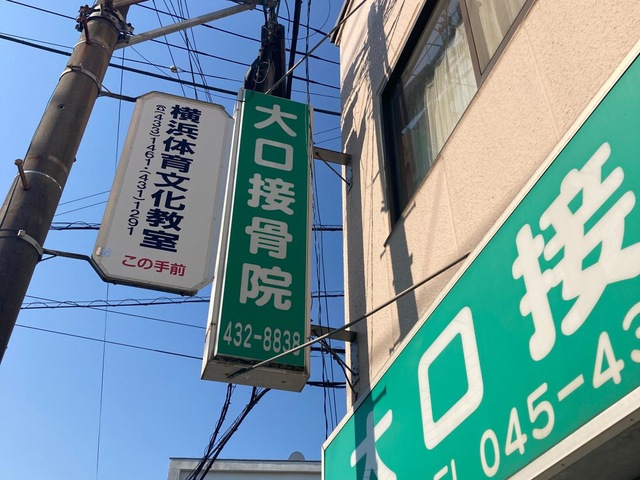 横浜体育文化教室
☎(433)1461・(431)1291
この手前
大口接骨院
432-8838
大口接
TEL 045-43